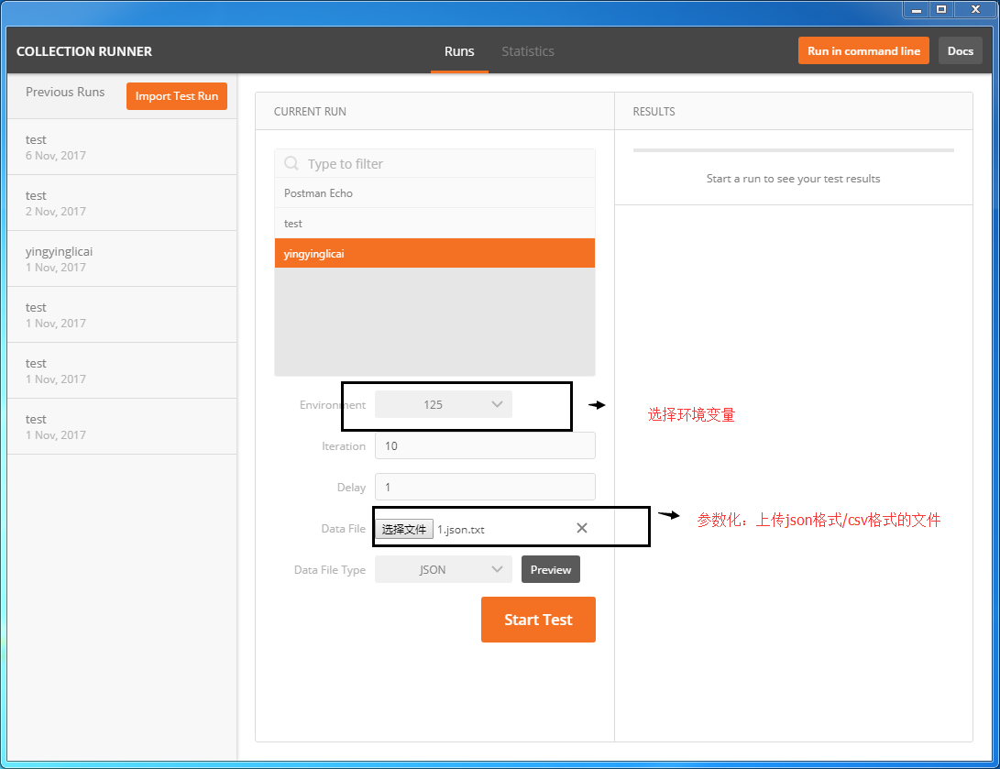 COLLECTION RUNNER
Runs
Statistics
Run in command line
Docs
Previous Runs
Import Test Run
test
6 Nov, 2017
test
2 Nov, 2017
yingyinglicai
1 Nov, 2017
test
1 Nov, 2017
test
1 Nov, 2017
test
1 Nov, 2017
CURRENT RUN
Type to filter
Postman Echo
test
yingyinglicai
Environment 125
选择环境变量
Iteration 10
Delay 1
Data File 选择文件 1.json.txt
参数化：上传json格式/csv格式的文件
Data File Type JSON Preview
Start Test
RESULTS
Start a run to see your test results